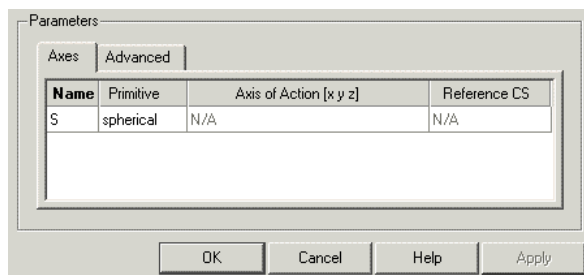 Parameters
Axes Advanced
Name Primitive Axis of Action [x y z] Reference CS
S spherical N/A N/A
OK Cancel Help Apply